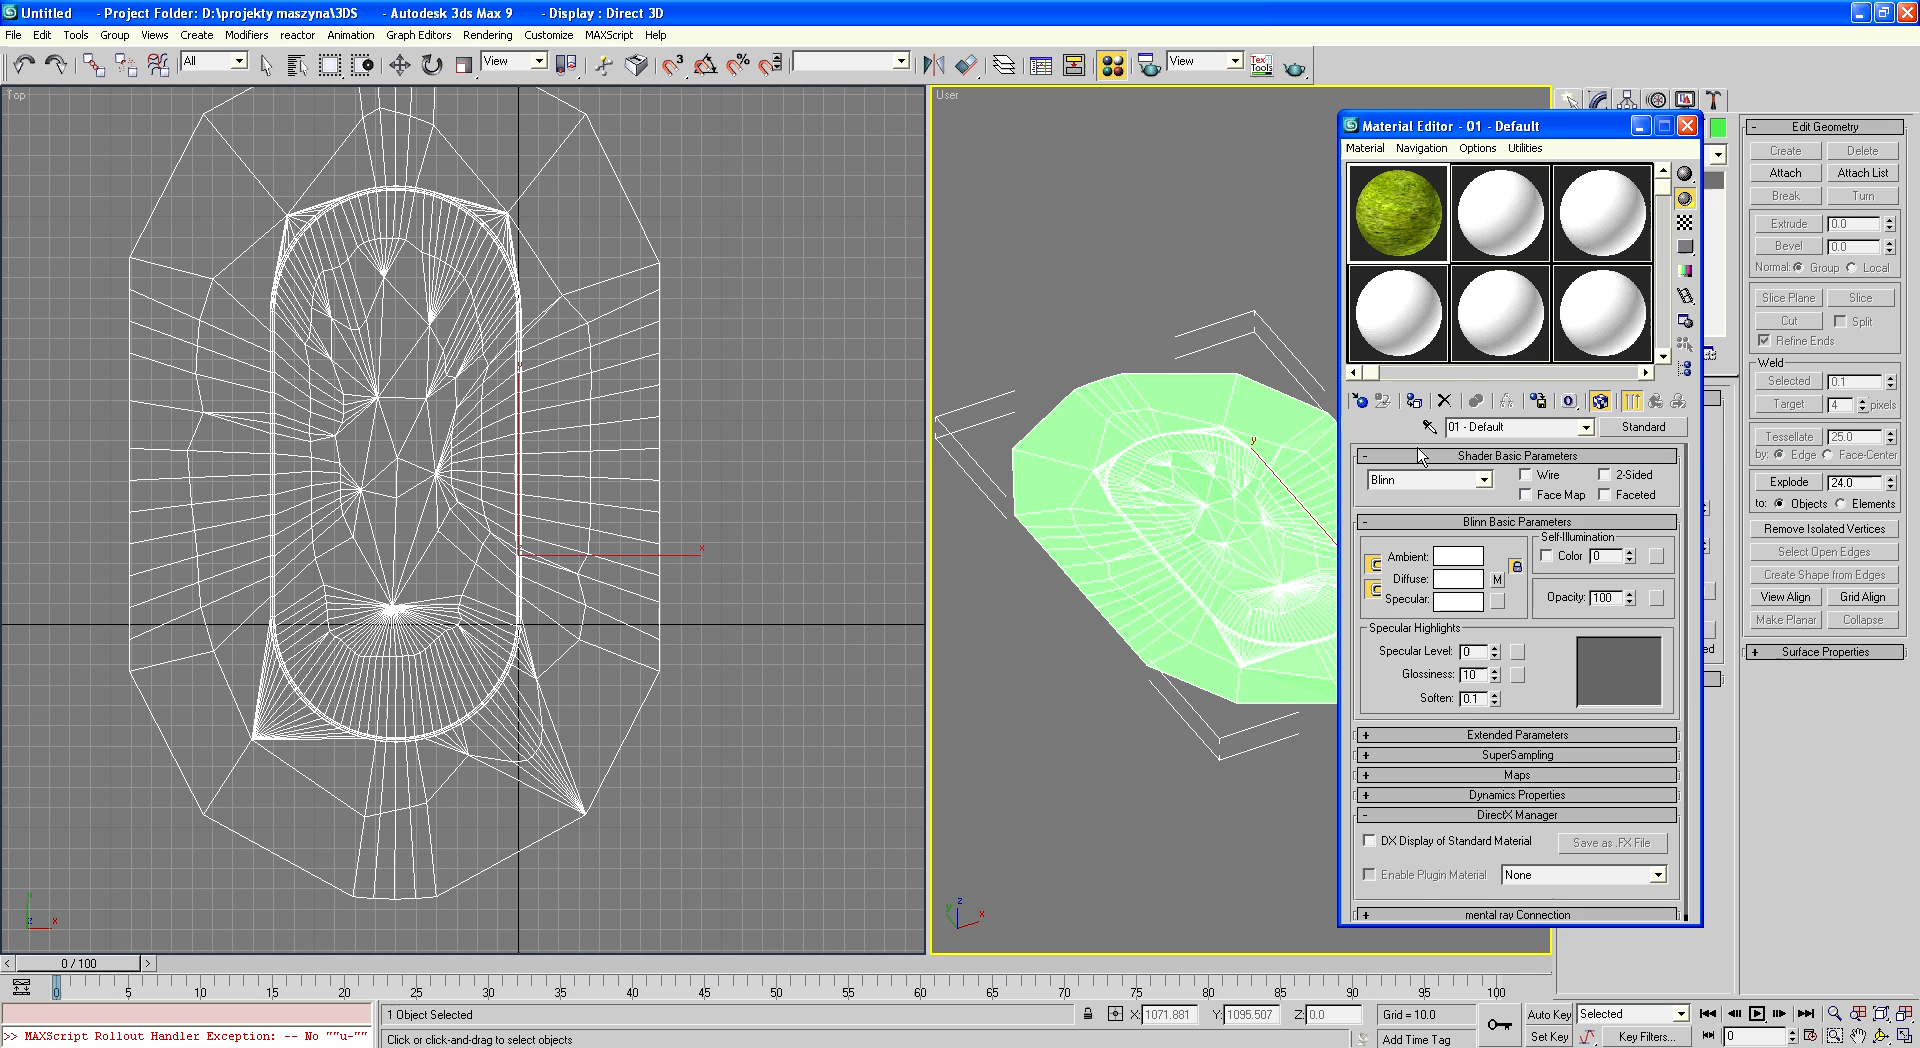 Untitled - Project Folder: D:\projekty maszyna\3DS - Autodesk 3ds Max 9 - Display : Direct 3D
File Edit Tools Group Views Create Modifiers reactor Animation Graph Editors Rendering Customize MAXScript Help
All View View Tex Tools
Top
User
x
y
x
y
z
x
y
z
x
Material Editor - 01 - Default
Material Navigation Options Utilities
01 - Default Standard
- Shader Basic Parameters
Blinn Wire 2-Sided
Face Map Faceted
- Blinn Basic Parameters
Self-Illumination
Ambient: Color 0
Diffuse: M
Specular: Opacity: 100
Specular Highlights
Specular Level: 0
Glossiness: 10
Soften: 0.1
+ Extended Parameters
+ SuperSampling
+ Maps
+ Dynamics Properties
- DirectX Manager
DX Display of Standard Material Save as .FX File
Enable Plugin Material None
+ mental ray Connection
- Edit Geometry
Create Delete
Attach Attach List
Break Turn
Extrude 0.0
Bevel 0.0
Normal: Group Local
Slice Plane Slice
Cut Split
Refine Ends
Weld
Selected 0.1
Target 4 pixels
Tessellate 25.0
by: Edge Face-Center
Explode 24.0
to: Objects Elements
Remove Isolated Vertices
Select Open Edges
Create Shape from Edges
View Align Grid Align
Make Planar Collapse
+ Surface Properties
ed
< 0 / 100 >
0 5 10 15 20 25 30 35 40 45 50 55 60 65 70 75 80 85 90 95 100
1 Object Selected X: 1071.881 Y: 1095.507 Z: 0.0 Grid = 10.0 Auto Key Selected
>> MAXScript Rollout Handler Exception: -- No ""u-"" Click or click-and-drag to select objects Add Time Tag Set Key Key Filters... 0